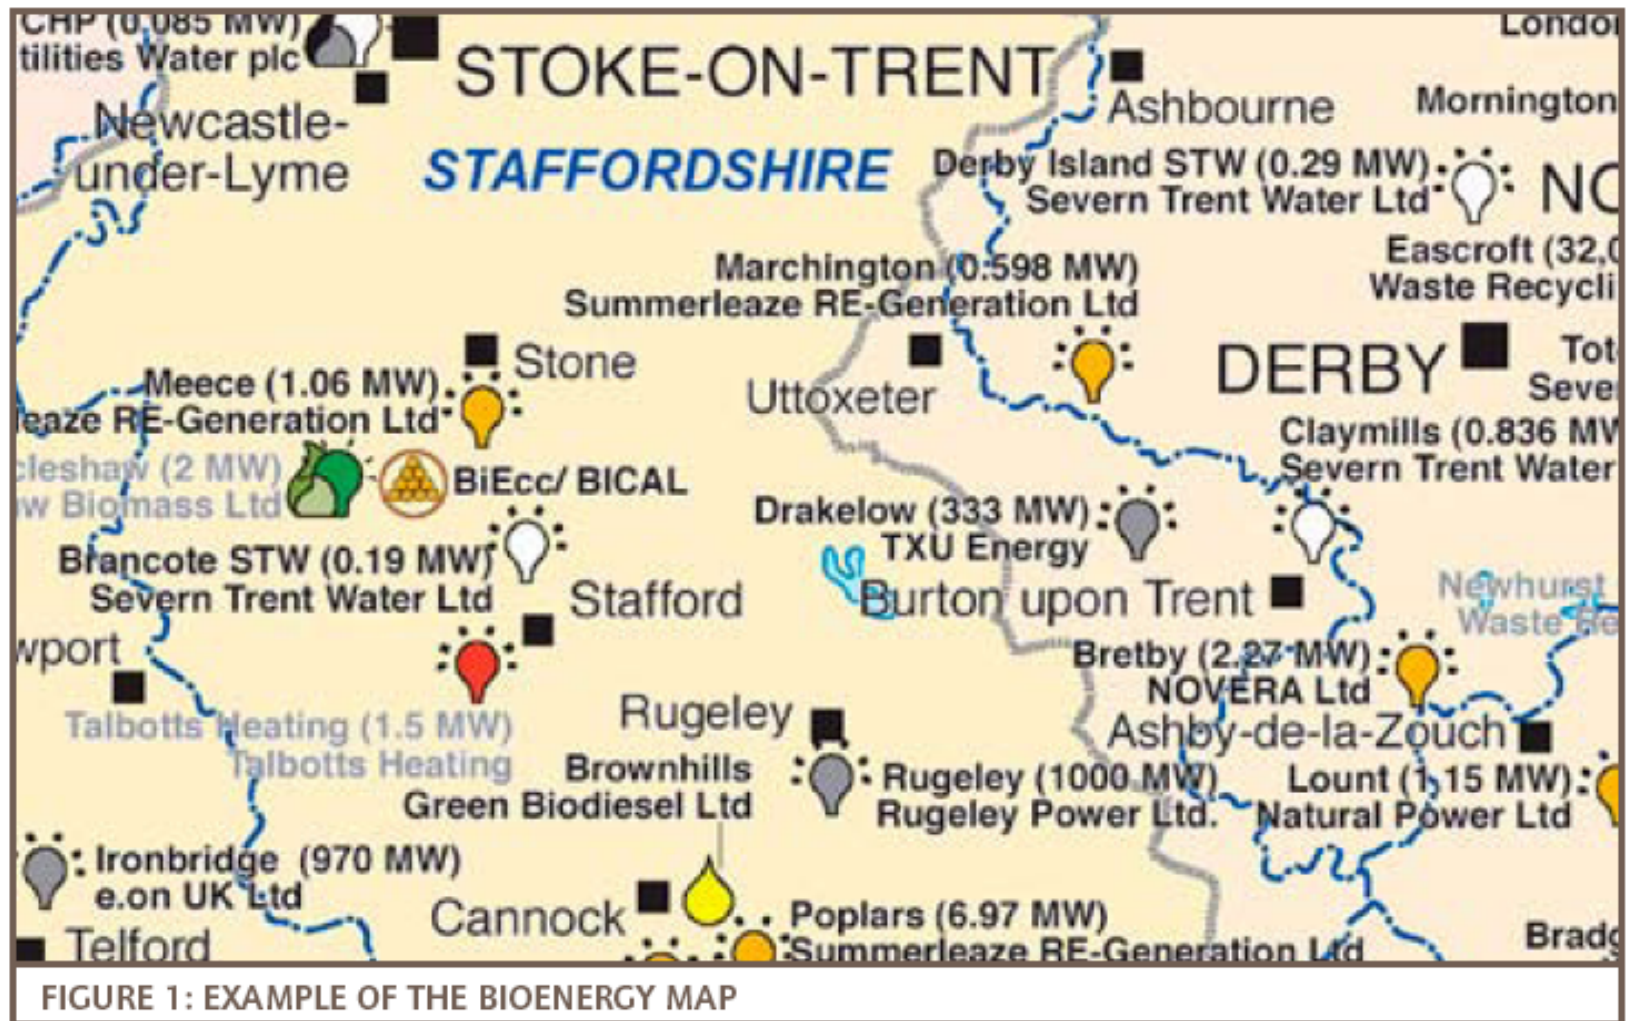 CHP (0.085 MW)
tilities Water plc
STOKE-ON-TRENT
Newcastle-
under-Lyme
STAFFORDSHIRE
Ashbourne
Mornington
Derby Island STW (0.29 MW)
Severn Trent Water Ltd
Eascroft (32,0
Waste Recycli
Marchington (0.598 MW)
Summerleaze RE-Generation Ltd
Stone
Uttoxeter
DERBY
Meece (1.06 MW)
leaze RE-Generation Ltd
Claymills (0.836 MW
Severn Trent Water
cleshaw (2 MW)
aw Biomass Ltd
BiEcc/ BICAL
Drakelow (333 MW)
TXU Energy
Brancote STW (0.19 MW)
Severn Trent Water Ltd
Stafford
Burton upon Trent
Newhurst
Waste Re
wport
Bretby (2.27 MW)
NOVERA Ltd
Talbotts Heating (1.5 MW)
Talbotts Heating
Rugeley
Ashby-de-la-Zouch
Brownhills
Green Biodiesel Ltd
Rugeley (1000 MW)
Rugeley Power Ltd.
Lount (1.15 MW)
Natural Power Ltd
Ironbridge (970 MW)
e.on UK Ltd
Cannock
Poplars (6.97 MW)
Summerleaze RE-Generation Ltd
Telford
FIGURE 1: EXAMPLE OF THE BIOENERGY MAP